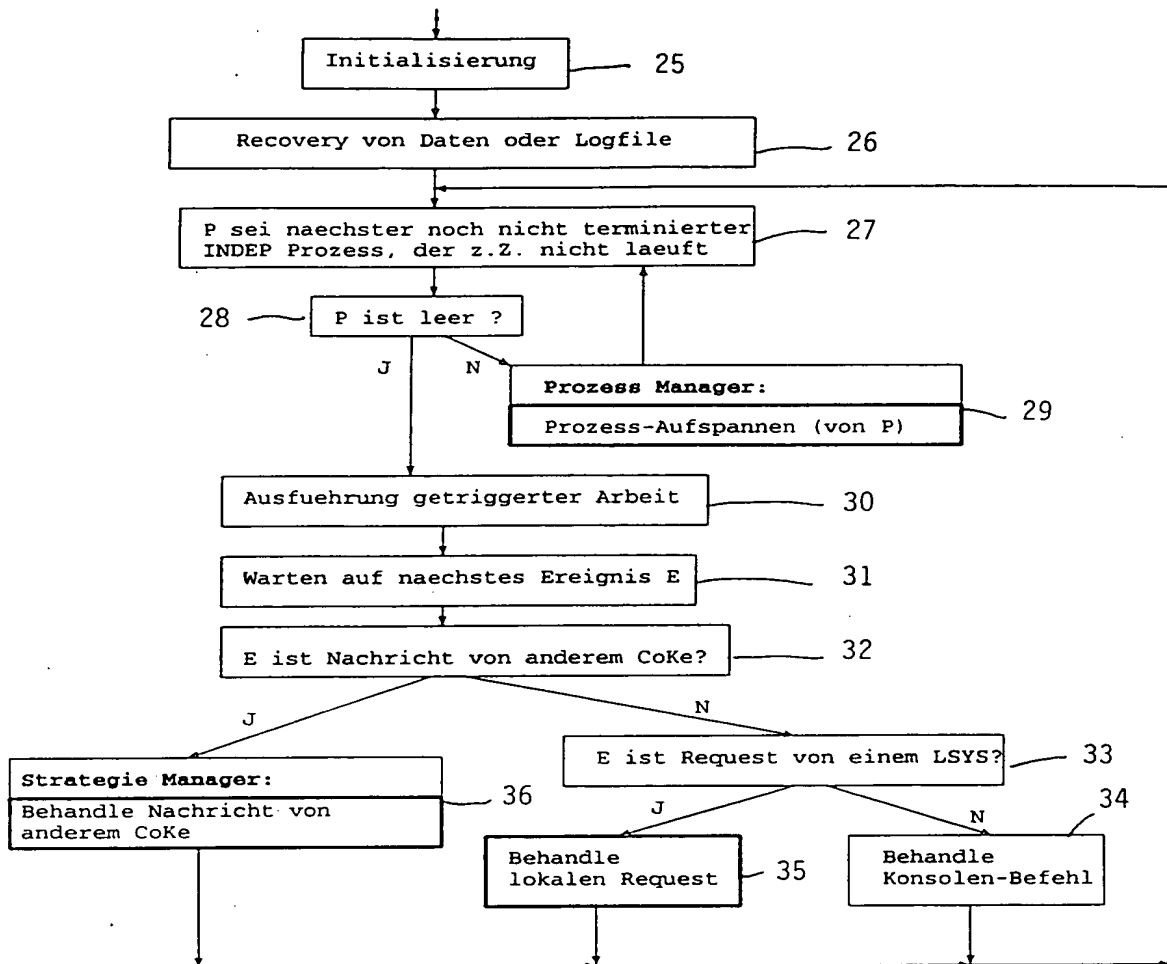 Initialisierung
25
Recovery von Daten oder Logfile
26
P sei naechster noch nicht terminierter
INDEP Prozess, der z.Z. nicht laeuft
27
28
P ist leer ?
J
N
Prozess Manager:
Prozess-Aufspannen (von P)
29
Ausfuehrung getriggerter Arbeit
30
Warten auf naechstes Ereignis E
31
E ist Nachricht von anderem CoKe?
32
J
N
E ist Request von einem LSYS?
33
Strategie Manager:
Behandle Nachricht von
anderem CoKe
36
J
N
34
Behandle
lokalen Request
35
Behandle
Konsolen-Befehl